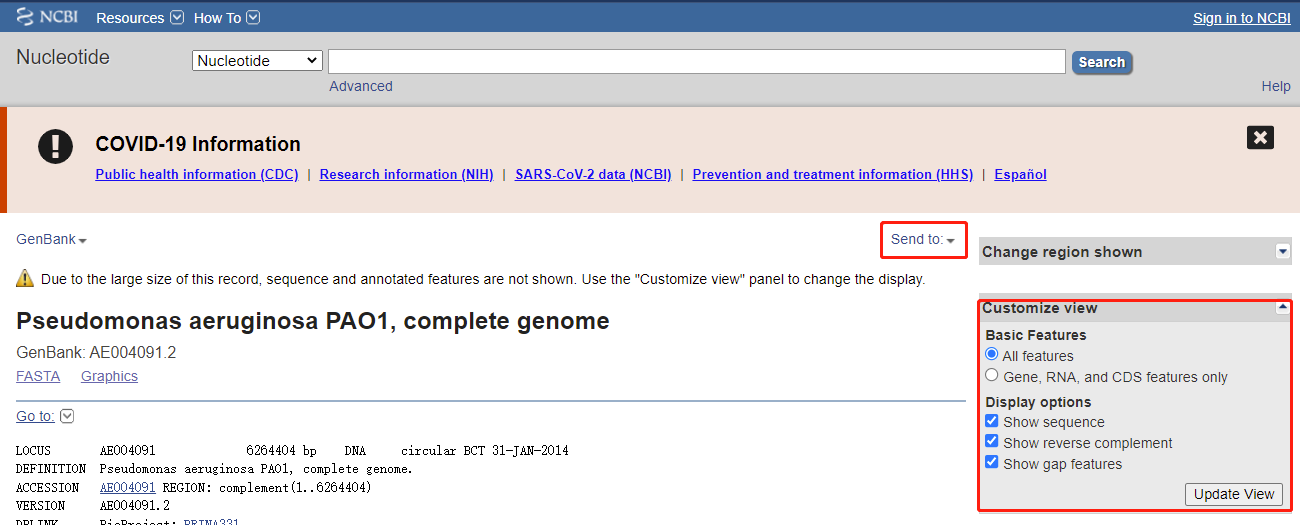 NCBI Resources How To Sign in to NCBI
Nucleotide
Nucleotide
Search
Advanced
Help
COVID-19 Information
Public health information (CDC) | Research information (NIH) | SARS-CoV-2 data (NCBI) | Prevention and treatment information (HHS) | Español
GenBank
Send to:
Due to the large size of this record, sequence and annotated features are not shown. Use the "Customize view" panel to change the display.
Pseudomonas aeruginosa PAO1, complete genome
GenBank: AE004091.2
FASTA Graphics
Go to:
LOCUS AE004091 6264404 bp DNA circular BCT 31-JAN-2014
DEFINITION Pseudomonas aeruginosa PAO1, complete genome.
ACCESSION AE004091 REGION: complement(1..6264404)
VERSION AE004091.2
DBLINK BioProject: PRJNA331
Change region shown
Customize view
Basic Features
All features
Gene, RNA, and CDS features only
Display options
Show sequence
Show reverse complement
Show gap features
Update View